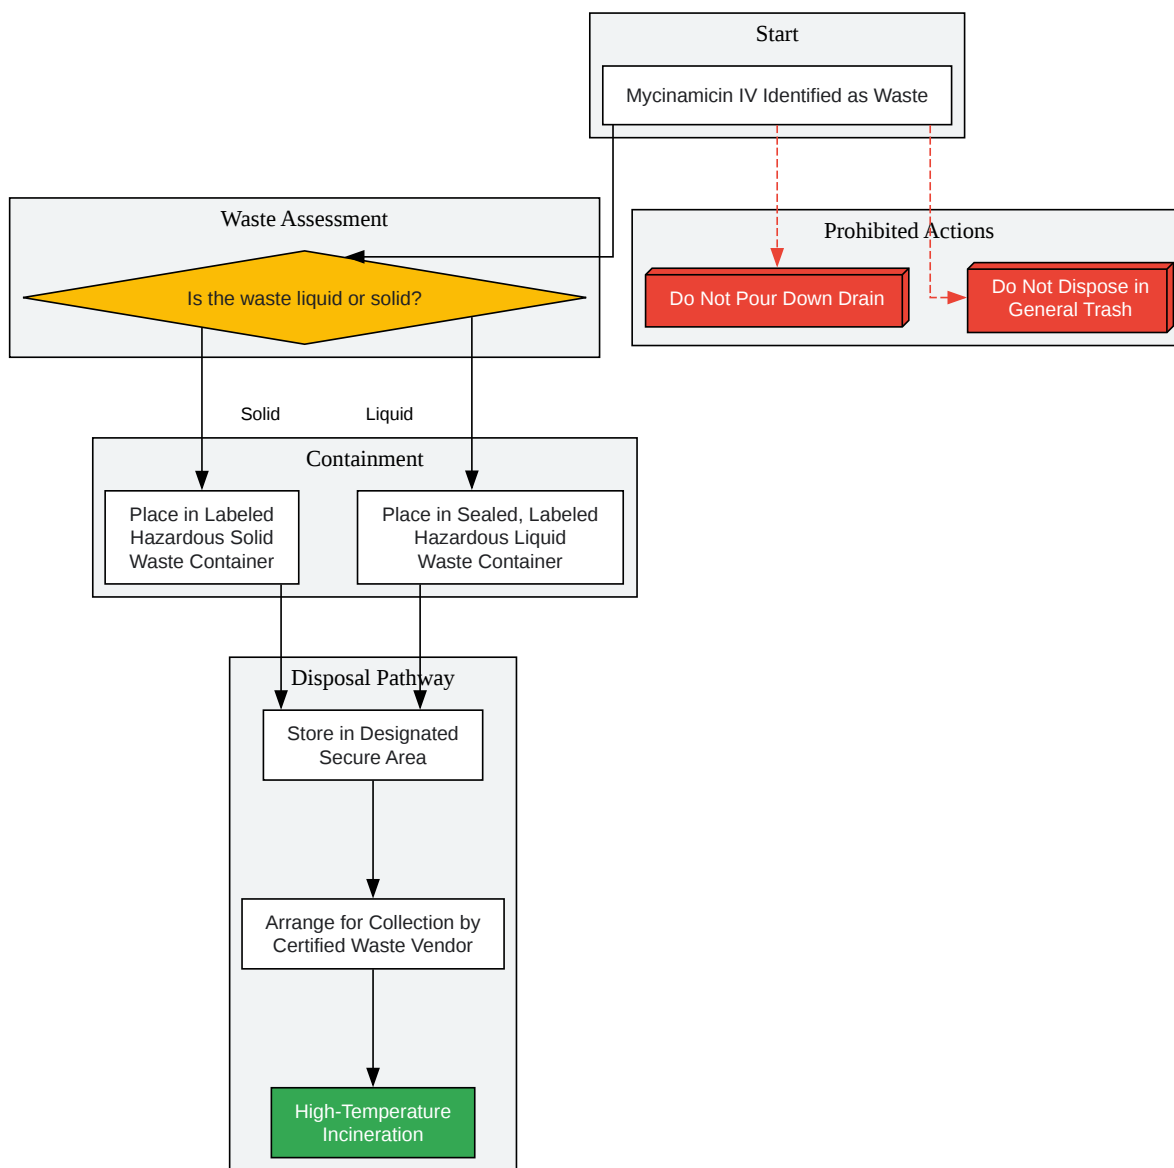 Start
Mycinamicin IV Identified as Waste
Waste Assessment
Is the waste liquid or solid?
Prohibited Actions
Do Not Pour Down Drain
Do Not Dispose in
General Trash
Solid
Liquid
Containment
Place in Labeled
Hazardous Solid
Waste Container
Place in Sealed, Labeled
Hazardous Liquid
Waste Container
Disposal Pathway
Store in Designated
Secure Area
Arrange for Collection by
Certified Waste Vendor
High-Temperature
Incineration